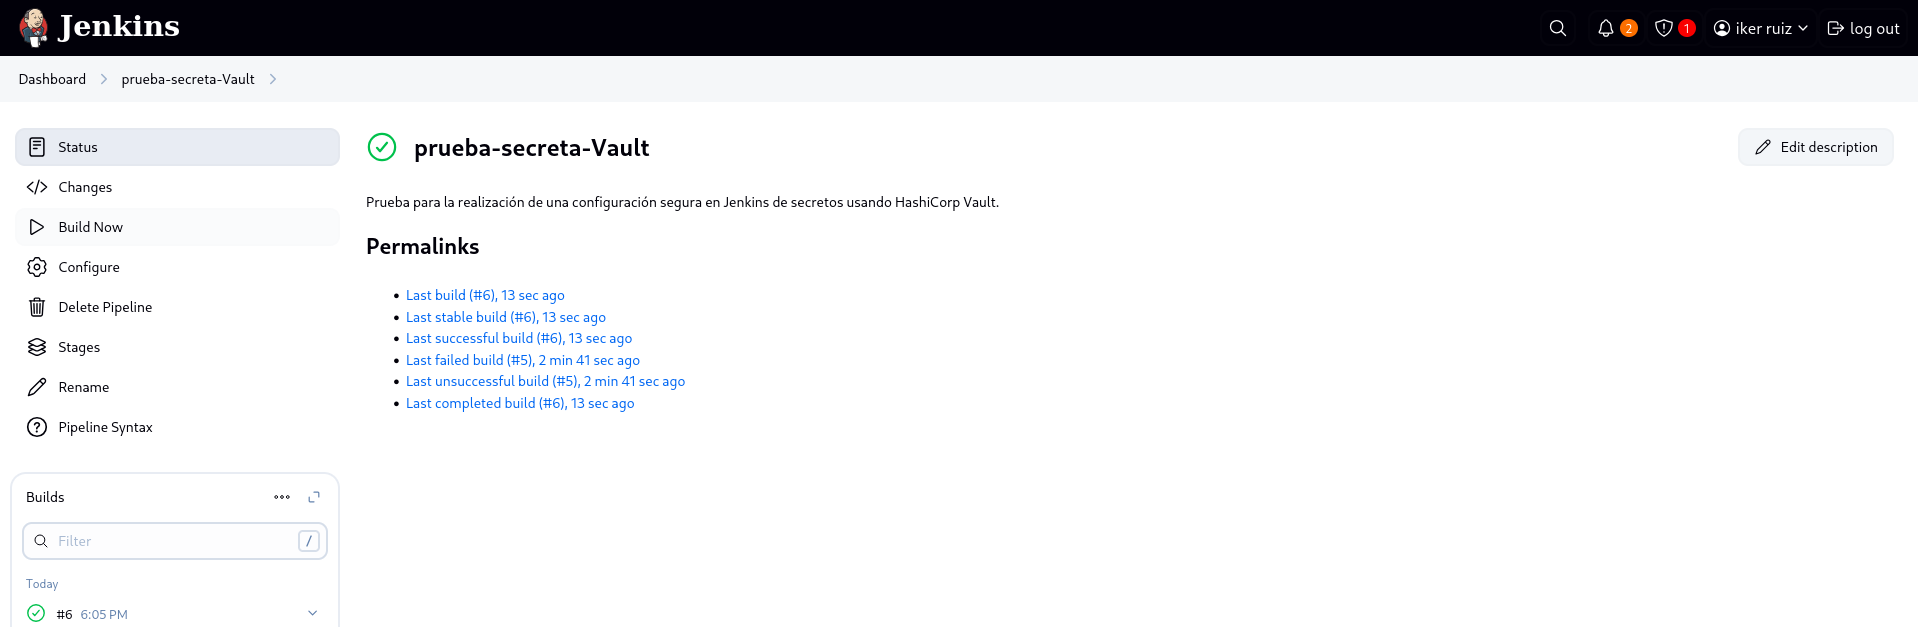 Jenkins
2
1
iker ruiz
log out
Dashboard
prueba-secreta-Vault
Status
Changes
Build Now
Configure
Delete Pipeline
Stages
Rename
Pipeline Syntax
Builds
Filter
/
Today
#6 6:05 PM
prueba-secreta-Vault
Edit description
Prueba para la realización de una configuración segura en Jenkins de secretos usando HashiCorp Vault.
Permalinks
Last build (#6), 13 sec ago
Last stable build (#6), 13 sec ago
Last successful build (#6), 13 sec ago
Last failed build (#5), 2 min 41 sec ago
Last unsuccessful build (#5), 2 min 41 sec ago
Last completed build (#6), 13 sec ago